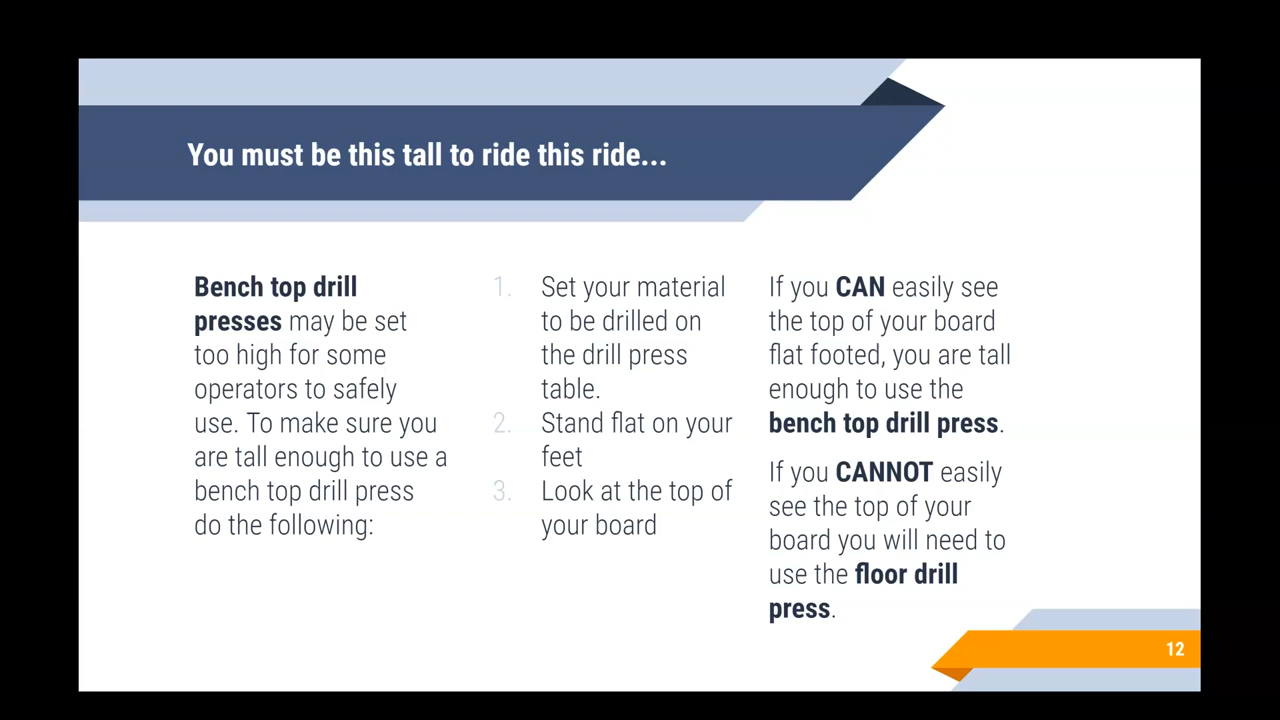 You must be this tall to ride this ride...
Bench top drill
presses may be set
too high for some
operators to safely
use. To make sure you
are tall enough to use a
bench top drill press
do the following:
1. Set your material
to be drilled on
the drill press
table.
2. Stand flat on your
feet
3. Look at the top of
your board
If you CAN easily see
the top of your board
flat footed, you are tall
enough to use the
bench top drill press.
If you CANNOT easily
see the top of your
board you will need to
use the floor drill
press.
12